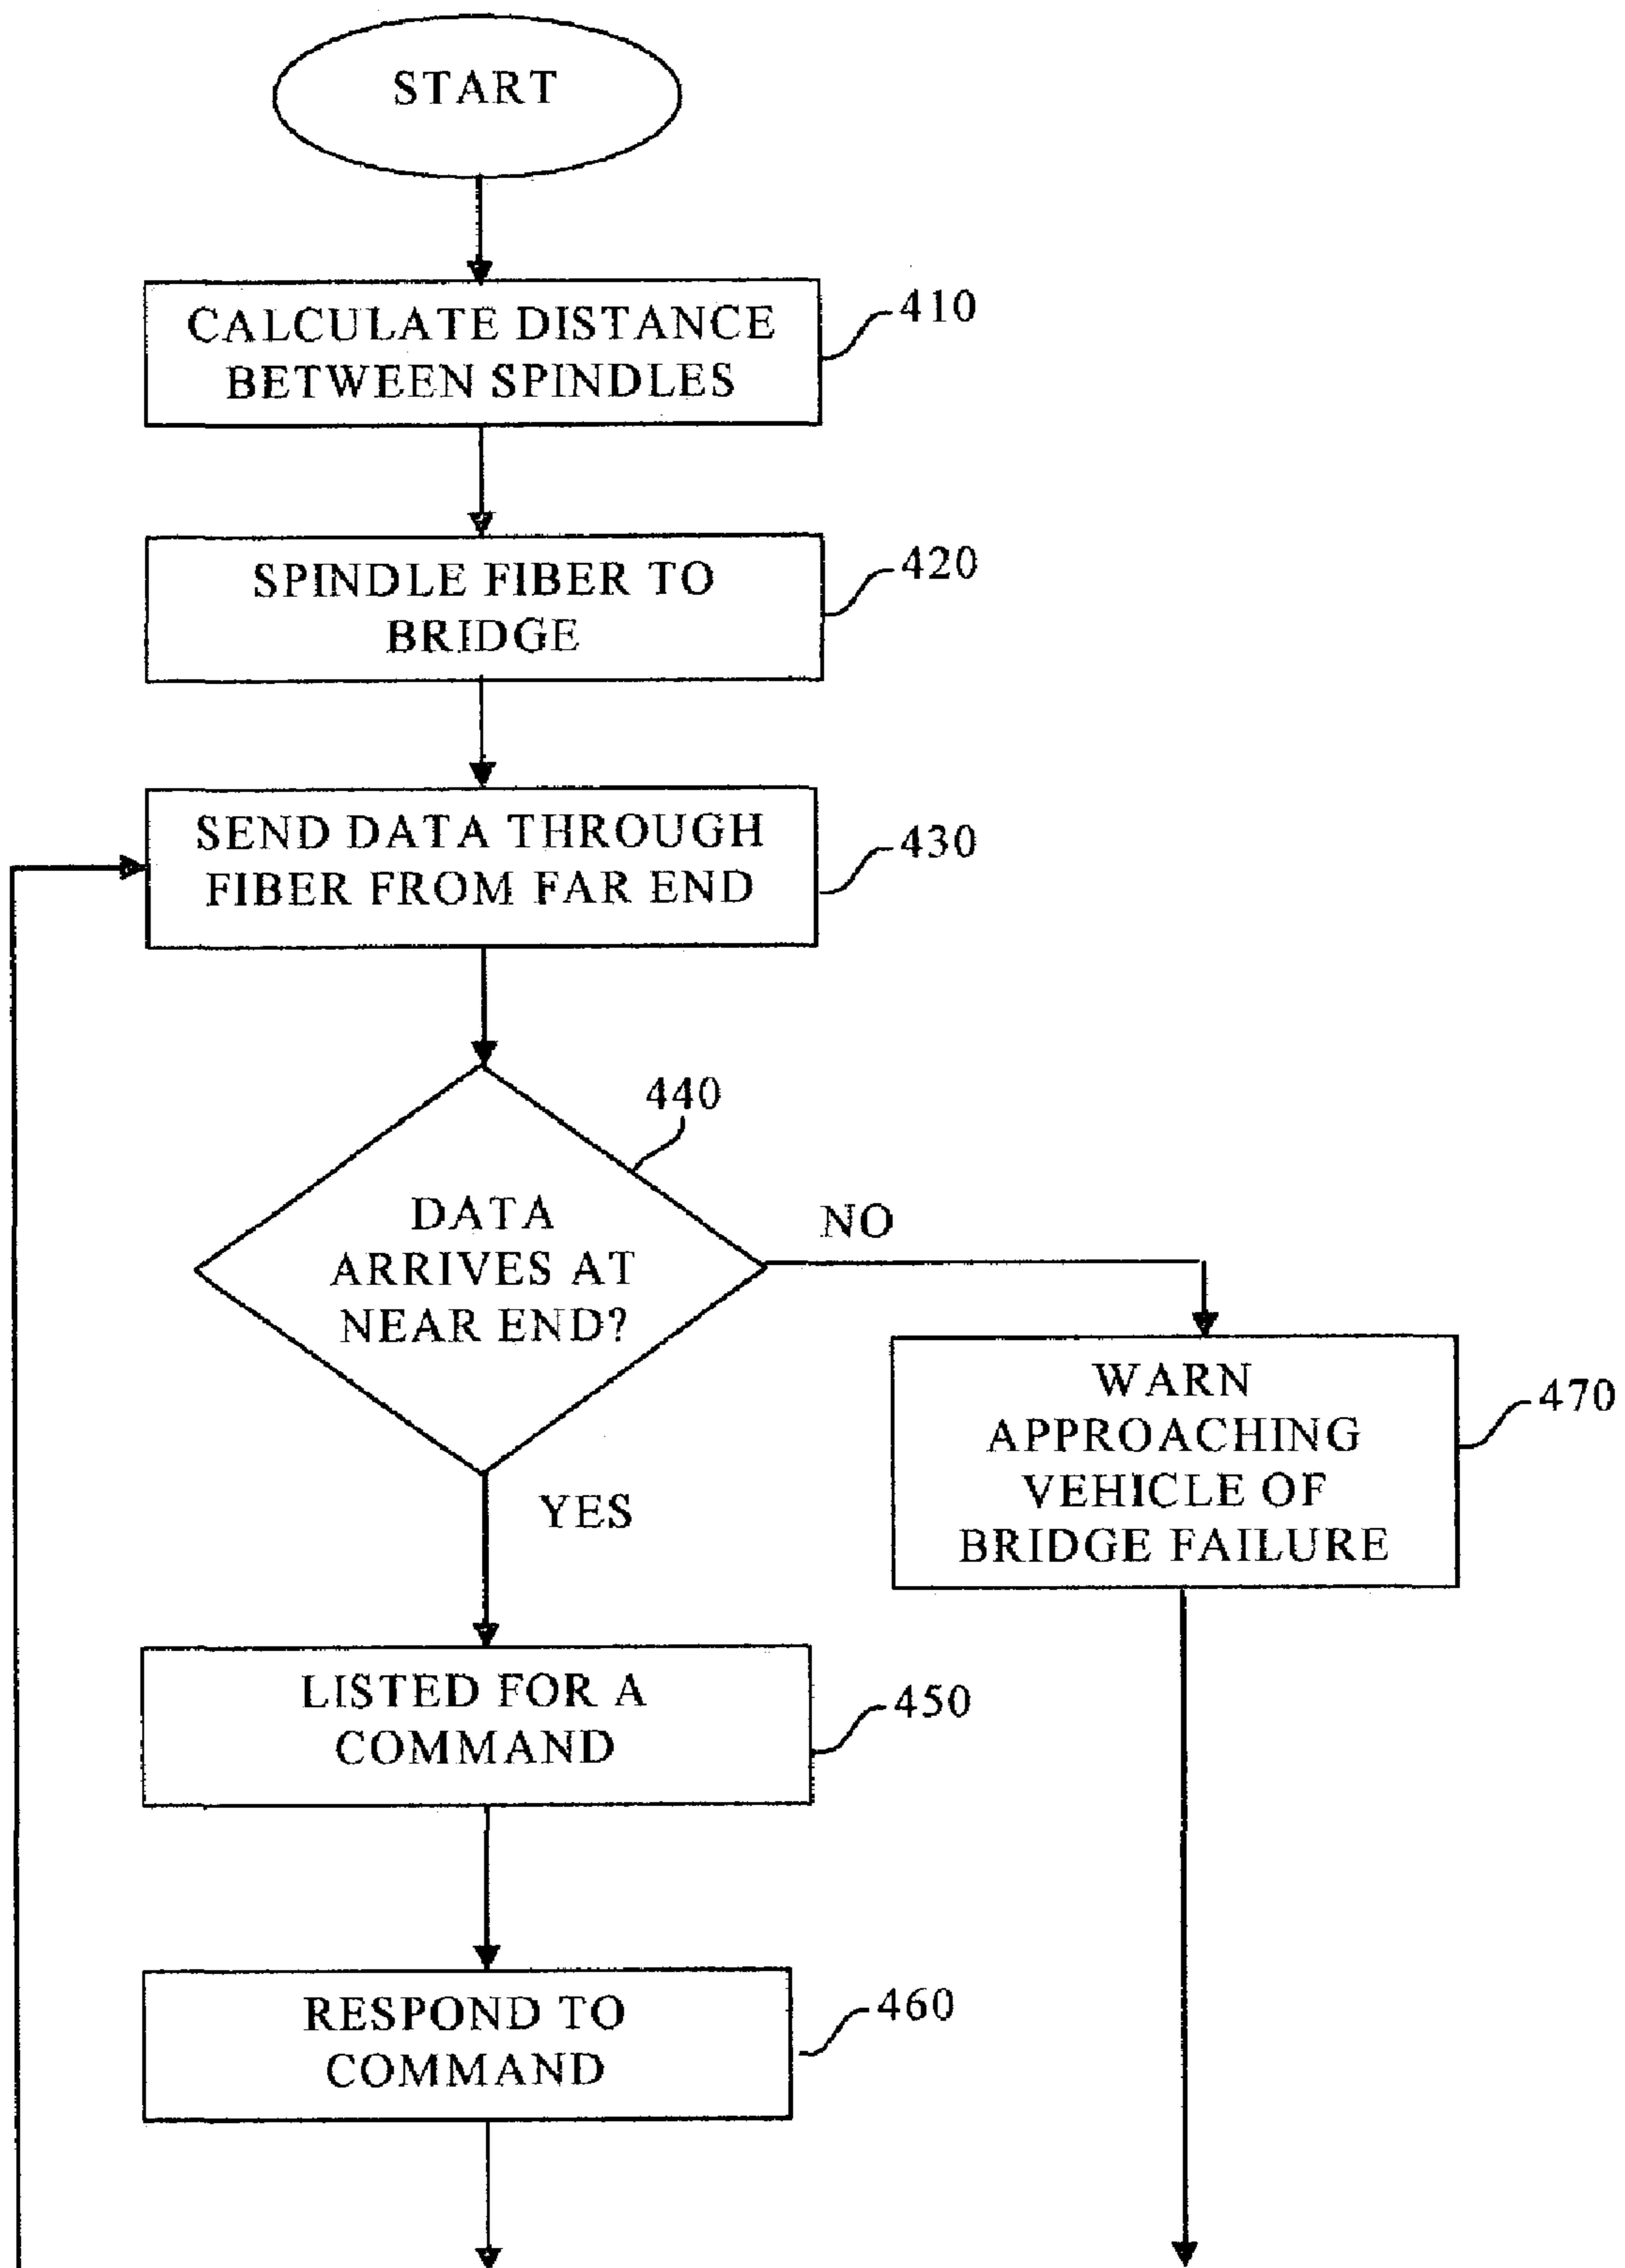 START
CALCULATE DISTANCE
BETWEEN SPINDLES
410
SPINDLE FIBER TO
BRIDGE
420
SEND DATA THROUGH
FIBER FROM FAR END
430
440
DATA
ARRIVES AT
NEAR END?
NO
WARN
APPROACHING
VEHICLE OF
BRIDGE FAILURE
470
YES
LISTED FOR A
COMMAND
450
RESPOND TO
COMMAND
460